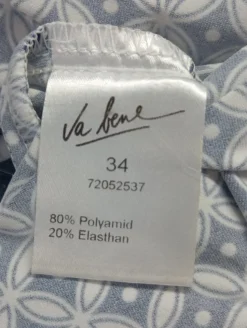 Va bene
34
72052537
80% Polyamid
20% Elasthan